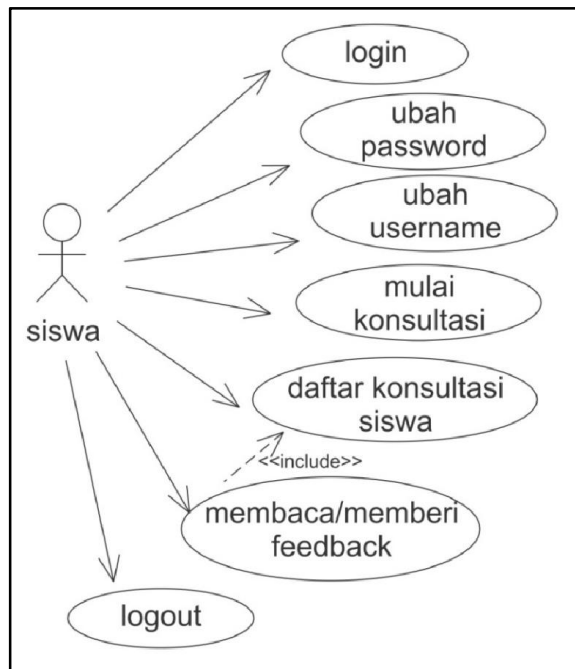 login
ubah
password
ubah
username
mulai
konsultasi
siswa
daftar konsultasi
siswa
<<include>>
membaca/memberi
feedback
logout